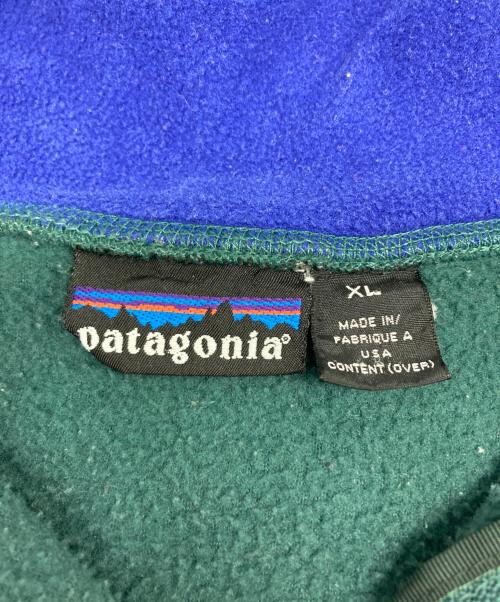 patagonia®
XL
MADE IN/
FABRIQUE A
USA
CONTENT (OVER)